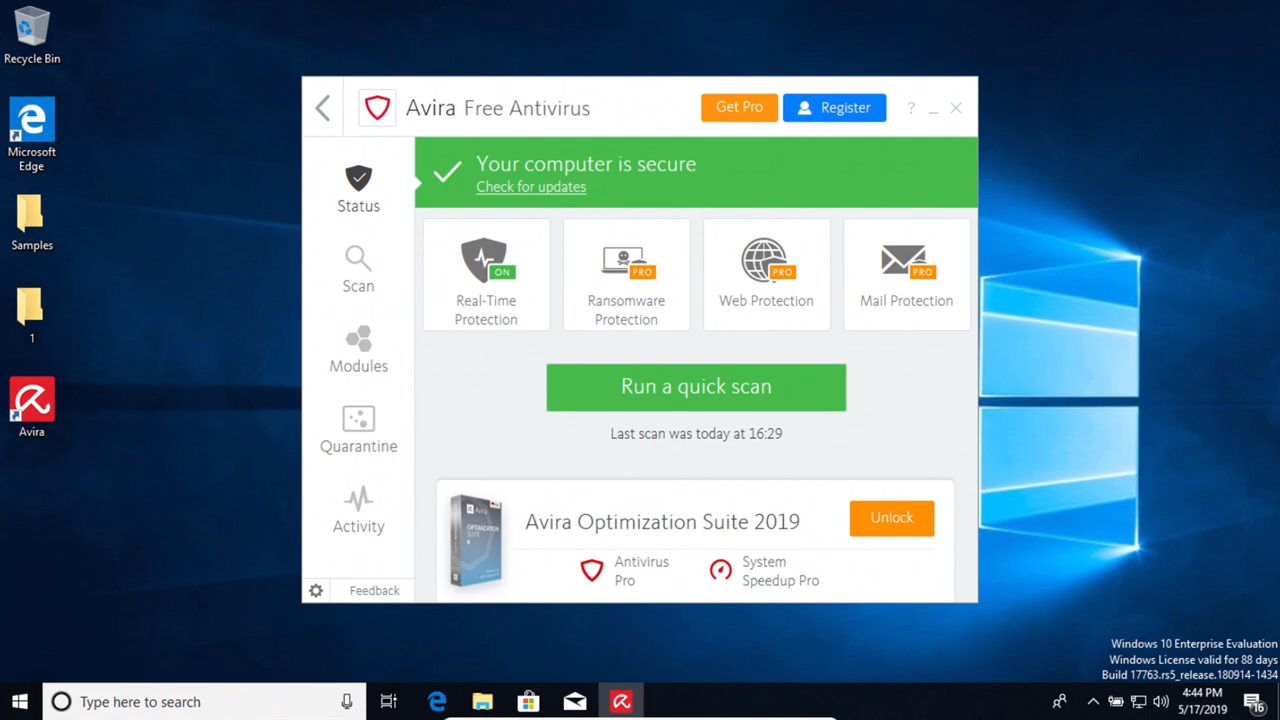 Recycle Bin
Microsoft
Edge
Samples
1
Avira
Avira Free Antivirus
Get Pro
Register
?
Your computer is secure
Check for updates
Status
Scan
Modules
Quarantine
Activity
Feedback
ON
Real-Time
Protection
PRO
Ransomware
Protection
PRO
Web Protection
PRO
Mail Protection
Run a quick scan
Last scan was today at 16:29
Avira
OPTIMIZATION
SUITE
Avira Optimization Suite 2019
Unlock
Antivirus
Pro
System
Speedup Pro
Windows 10 Enterprise Evaluation
Windows License valid for 88 days
Build 17763.rs5_release.180914-1434
Type here to search
4:44 PM
5/17/2019
16